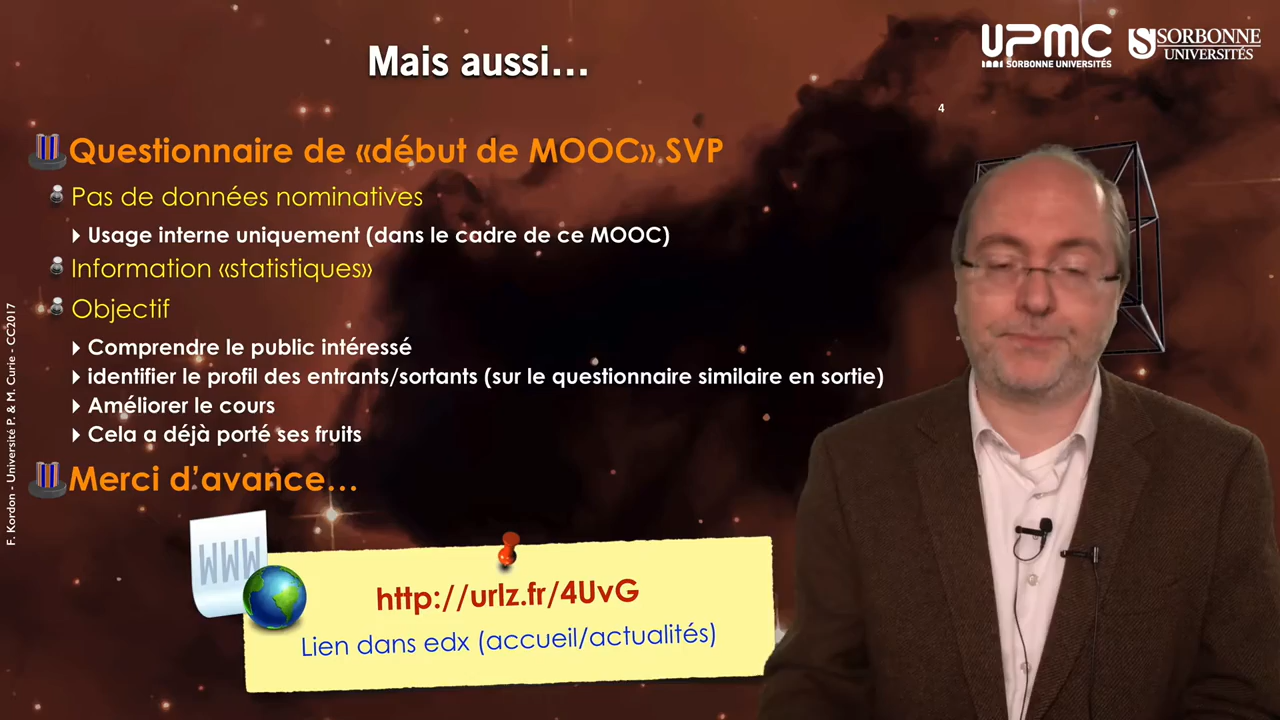 Mais aussi...
UPMC
SORBONNE UNIVERSITÉS
SORBONNE
UNIVERSITÉS
4
Questionnaire de «début de MOOC» SVP
Pas de données nominatives
Usage interne uniquement (dans le cadre de ce MOOC)
Information «statistiques»
Objectif
Comprendre le public intéressé
identifier le profil des entrants/sortants (sur le questionnaire similaire en sortie)
Améliorer le cours
Cela a déjà porté ses fruits
Merci d’avance...
WWW
http://urlz.fr/4UvG
Lien dans edx (accueil/actualités)
F. Kordon - Université P. & M. Curie - CC2017